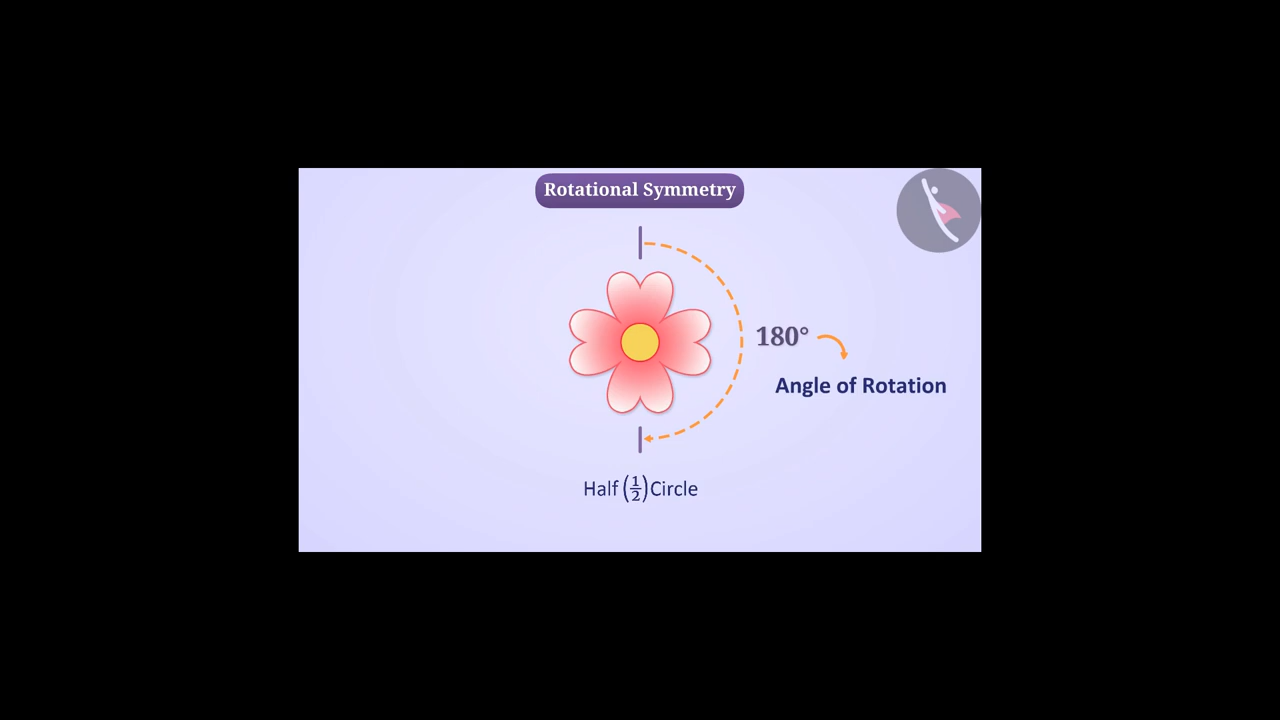 Rotational Symmetry
180°
Angle of Rotation
Half (1/2) Circle